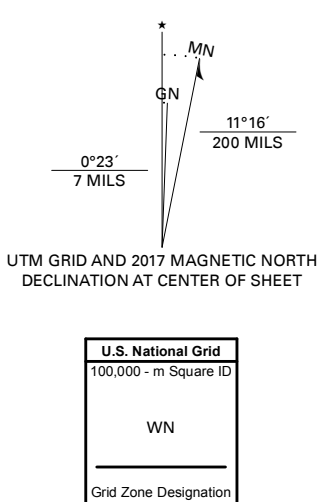 ★
MN
GN
11°16´
200 MILS
0°23´
7 MILS
UTM GRID AND 2017 MAGNETIC NORTH
DECLINATION AT CENTER OF SHEET
U.S. National Grid
100,000 - m Square ID
WN
Grid Zone Designation